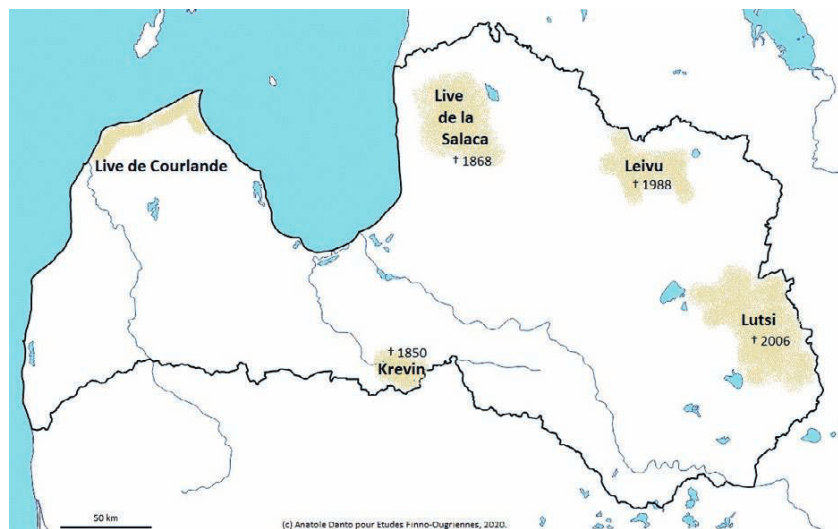 Live
de la
Salaca
† 1868
Live de Courlande
Leivu
† 1988
Lutsi
† 2006
† 1850
Krevin
50 km
(c) Anatole Danto pour Etudes Finno-Ougriennes, 2020.